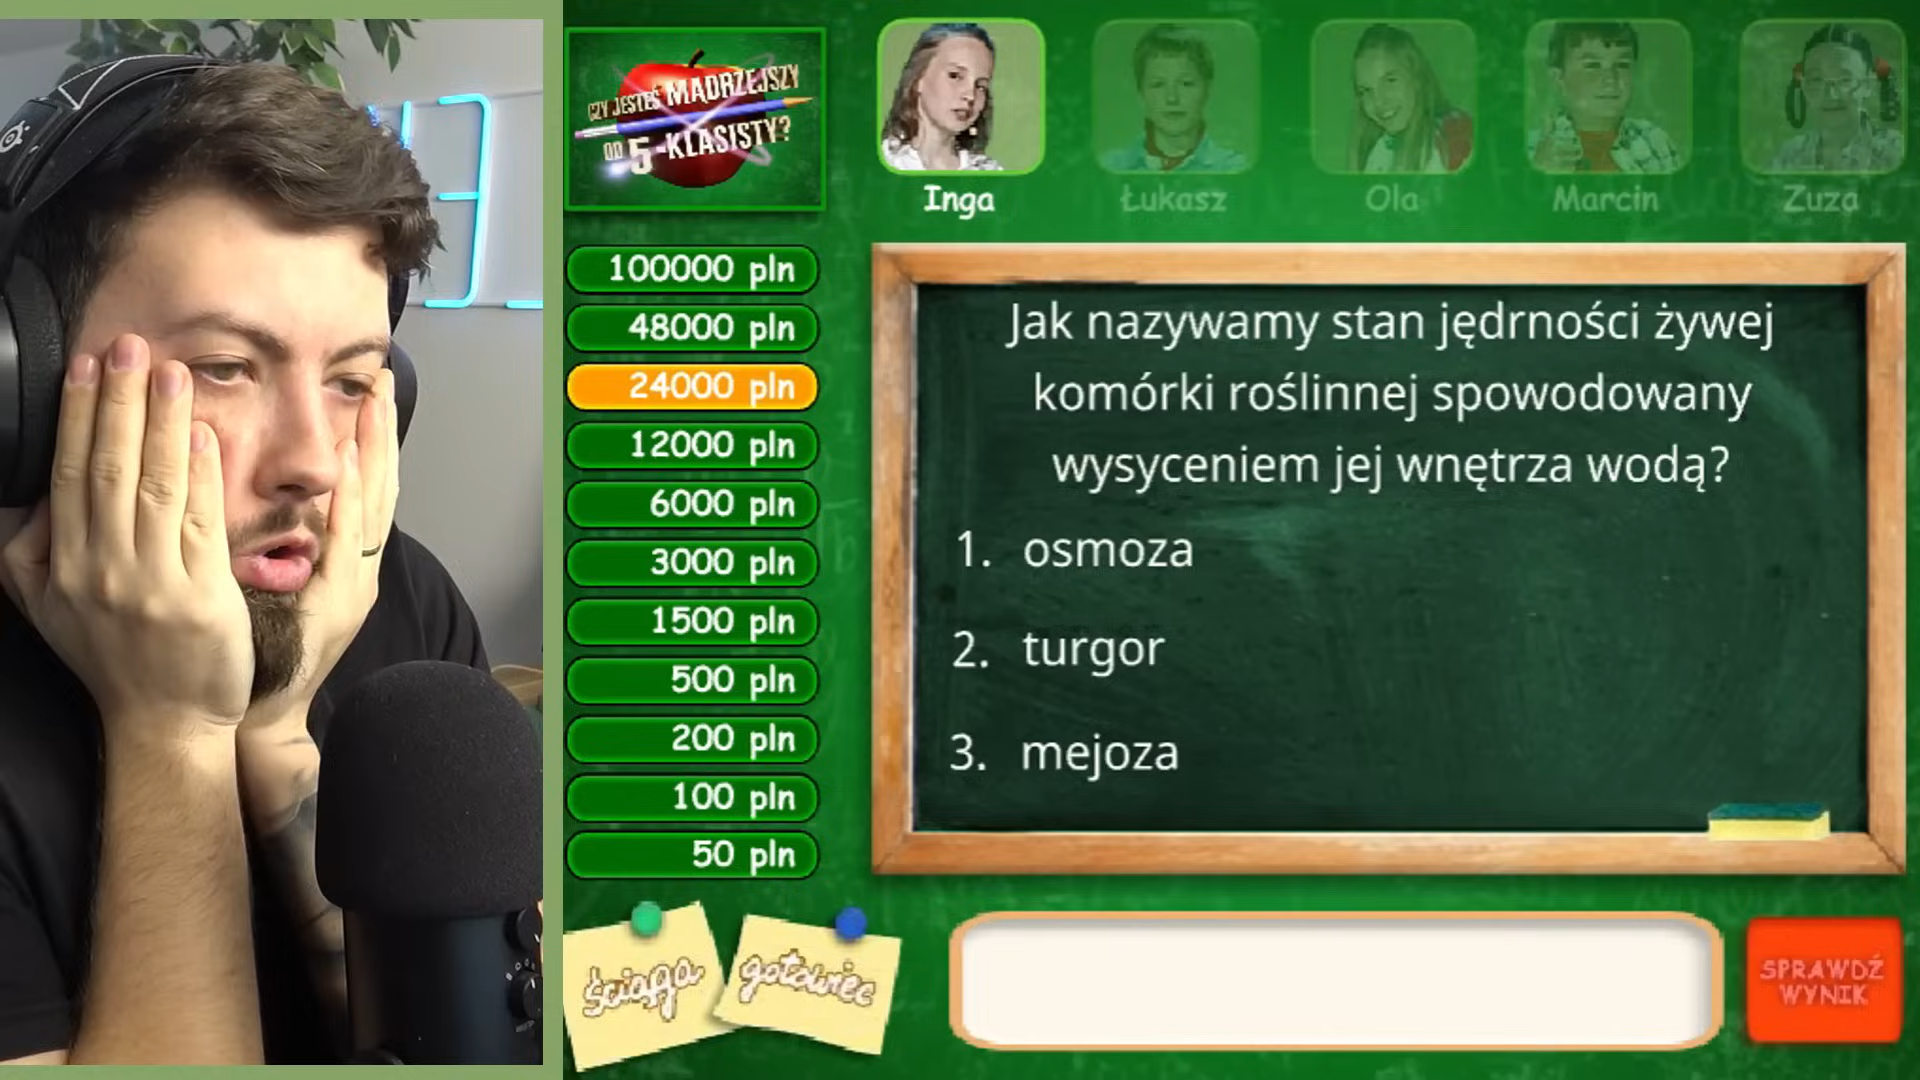 CZY JESTEŚ MĄDRZEJSZY
OD 5-KLASISTY?
Inga
Łukasz
Ola
Marcin
Zuza
100000 pln
48000 pln
24000 pln
12000 pln
6000 pln
3000 pln
1500 pln
500 pln
200 pln
100 pln
50 pln
Jak nazywamy stan jędrności żywej
komórki roślinnej spowodowany
wysyceniem jej wnętrza wodą?
1. osmoza
2. turgor
3. mejoza
ściąga
gotowiec
SPRAWDŹ
WYNIK